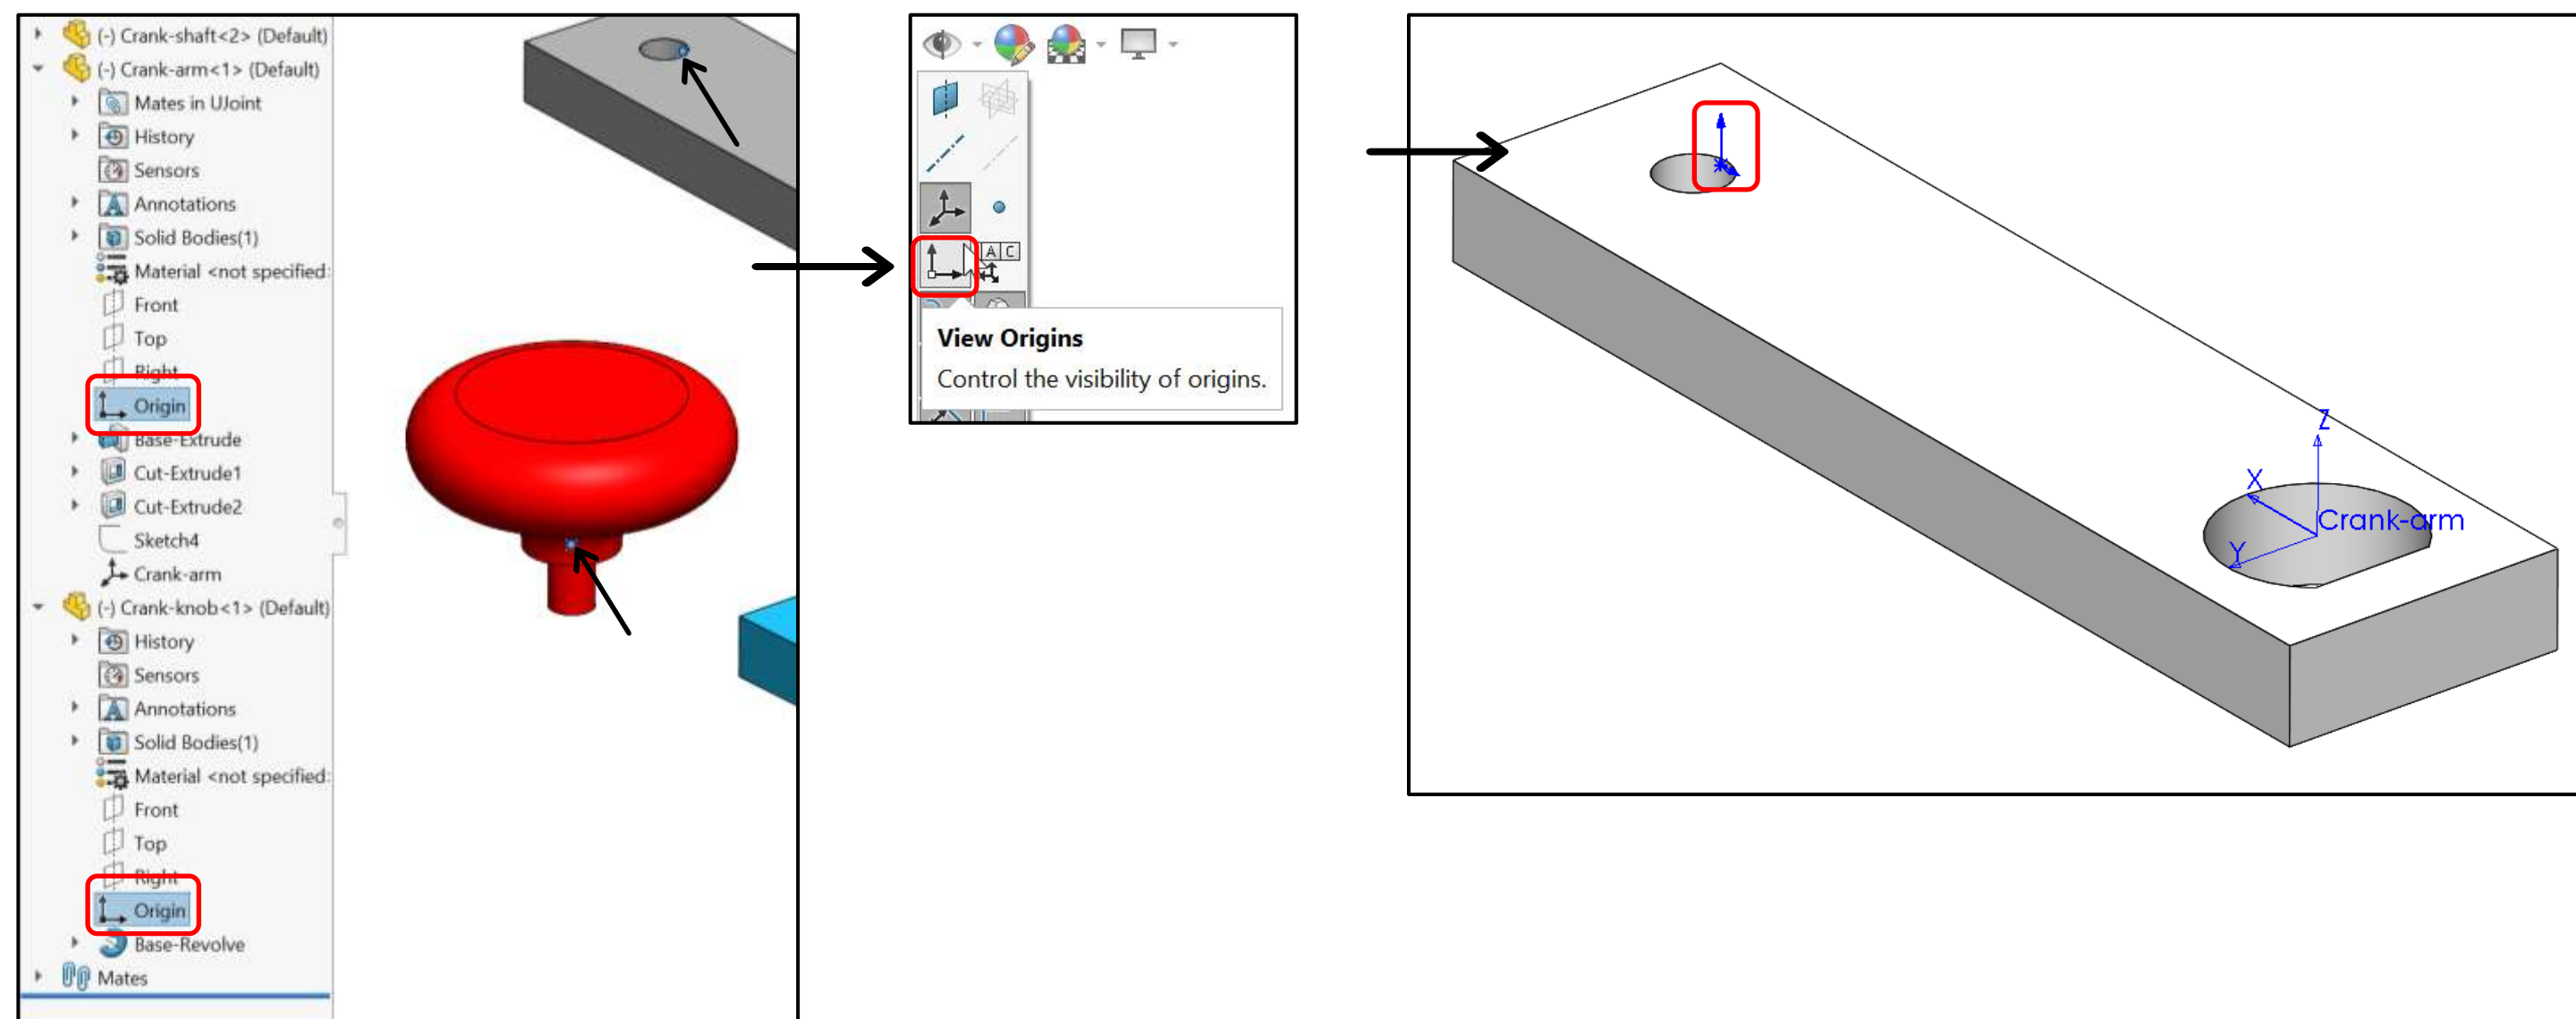 (-) Crank-shaft<2> (Default)
(-) Crank-arm<1> (Default)
Mates in UJoint
History
Sensors
Annotations
Solid Bodies(1)
Material <not specified>
Front
Top
Right
Origin
Base-Extrude
Cut-Extrude1
Cut-Extrude2
Sketch4
Crank-arm
(-) Crank-knob<1> (Default)
History
Sensors
Annotations
Solid Bodies(1)
Material <not specified>
Front
Top
Right
Origin
Base-Revolve
Mates
A C
View Origins
Control the visibility of origins.
Z
X
Crank-arm
Y